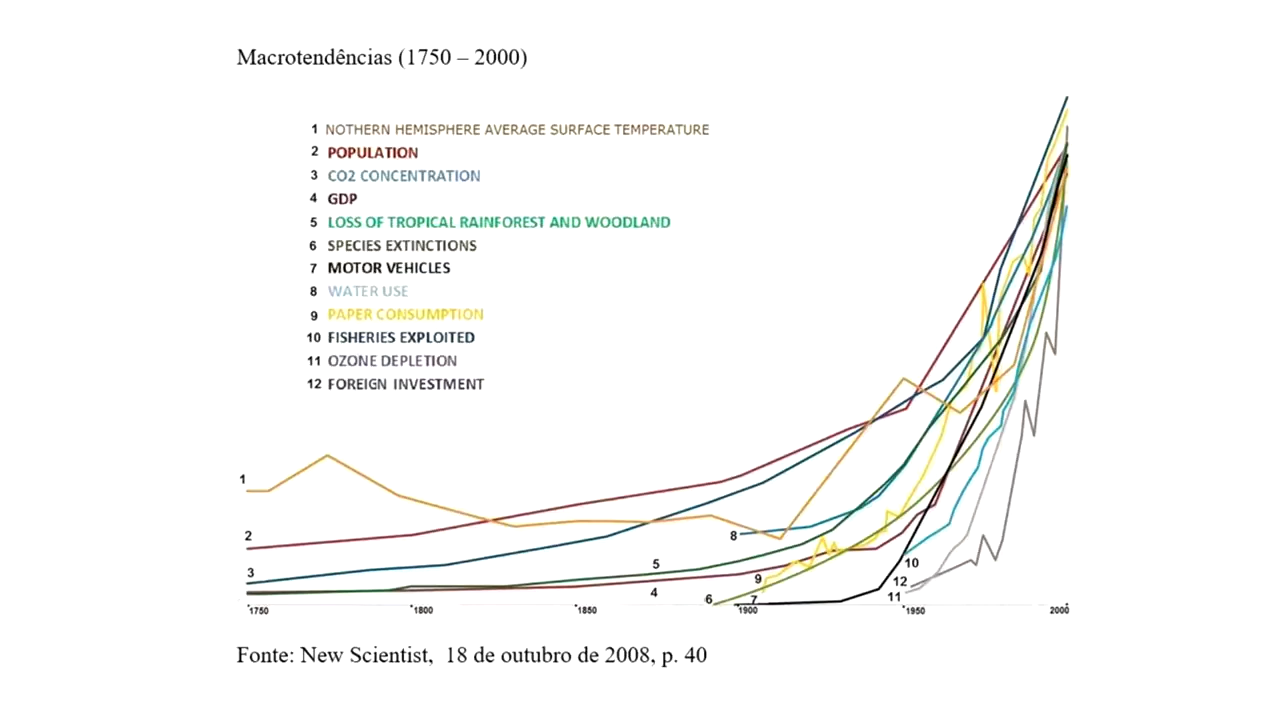 Macrotendências (1750 – 2000)
1 NOTHERN HEMISPHERE AVERAGE SURFACE TEMPERATURE
2 POPULATION
3 CO2 CONCENTRATION
4 GDP
5 LOSS OF TROPICAL RAINFOREST AND WOODLAND
6 SPECIES EXTINCTIONS
7 MOTOR VEHICLES
8 WATER USE
9 PAPER CONSUMPTION
10 FISHERIES EXPLOITED
11 OZONE DEPLETION
12 FOREIGN INVESTMENT
1
2
8
3
5
10
9
12
4
11
6
7
1750 1800 1850 1900 1950 2000
Fonte: New Scientist, 18 de outubro de 2008, p. 40